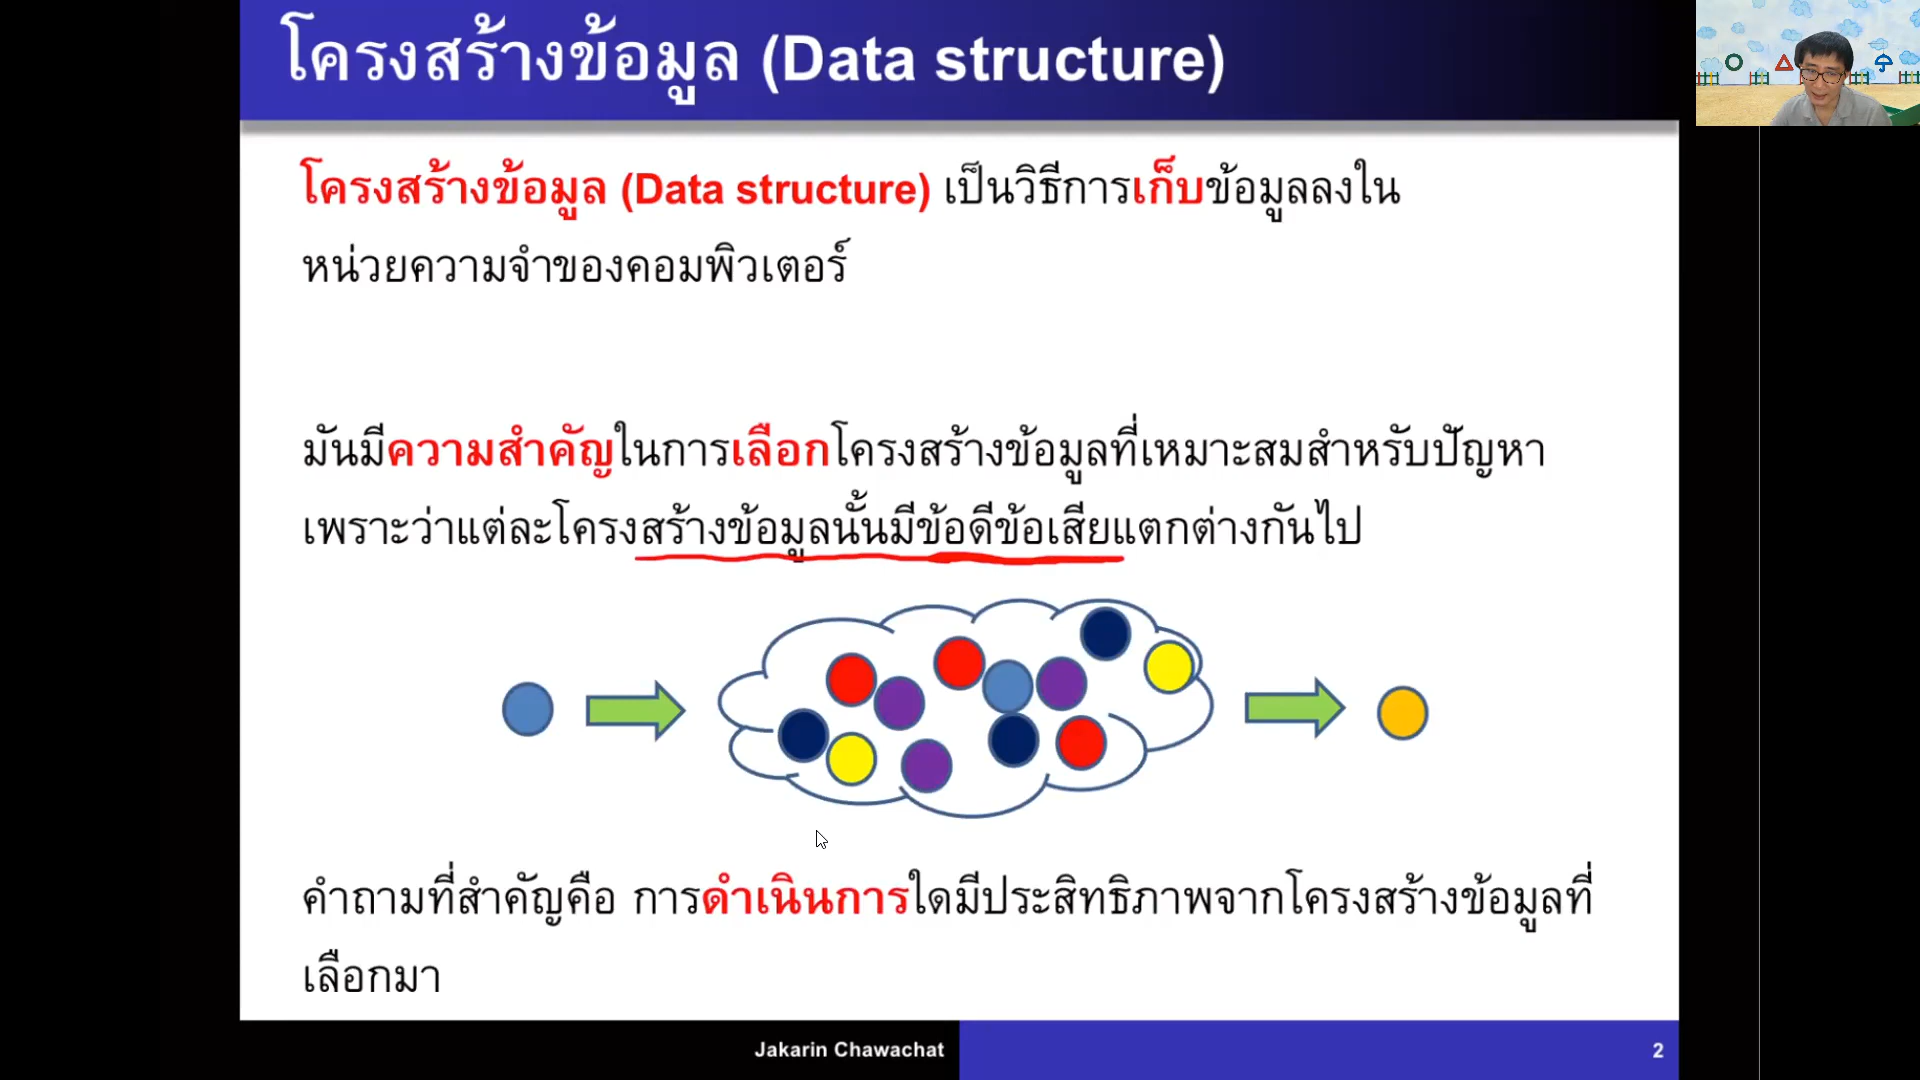 โครงสร้างข้อมูล (Data structure)
โครงสร้างข้อมูล (Data structure) เป็นวิธีการเก็บข้อมูลลงใน
หน่วยความจำของคอมพิวเตอร์
มันมีความสำคัญในการเลือกโครงสร้างข้อมูลที่เหมาะสมสำหรับปัญหา
เพราะว่าแต่ละโครงสร้างข้อมูลนั้นมีข้อดีข้อเสียแตกต่างกันไป
คำถามที่สำคัญคือ การดำเนินการใดมีประสิทธิภาพจากโครงสร้างข้อมูลที่
เลือกมา
Jakarin Chawachat
2